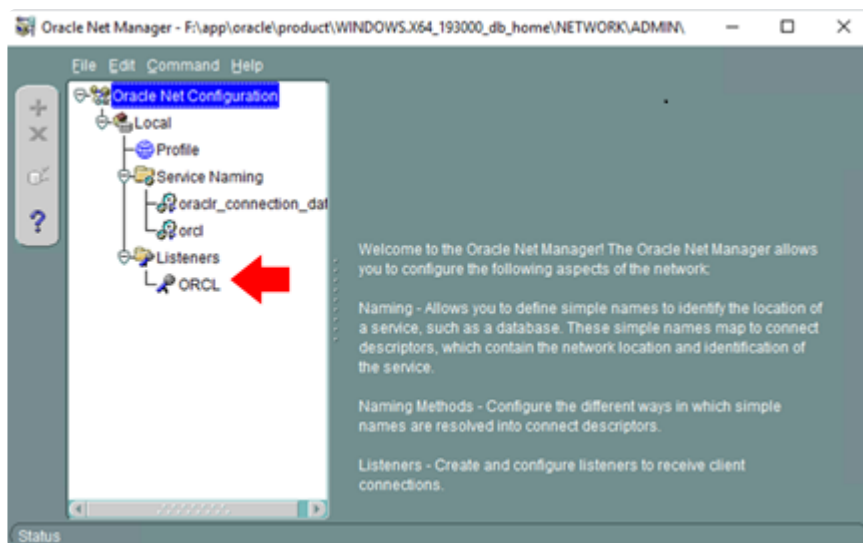 Oracle Net Manager - F:\app\oracle\product\WINDOWS.X64_193000_db_home\NETWORK\ADMIN\
File Edit Command Help
Oracle Net Configuration
Local
Profile
Service Naming
oraclr_connection_dat
orcl
Listeners
ORCL
Welcome to the Oracle Net Manager! The Oracle Net Manager allows
you to configure the following aspects of the network:
Naming - Allows you to define simple names to identify the location of
a service, such as a database. These simple names map to connect
descriptors, which contain the network location and identification of
the service.
Naming Methods - Configure the different ways in which simple
names are resolved into connect descriptors.
Listeners - Create and configure listeners to receive client
connections.
Status